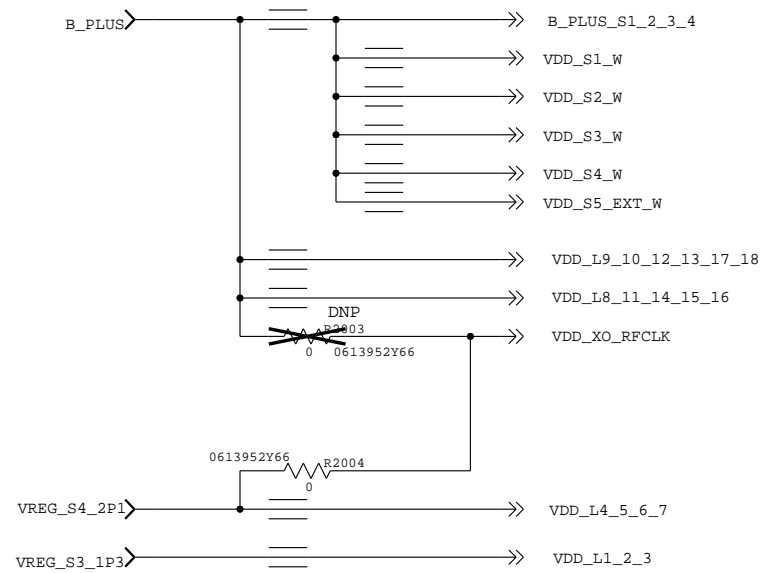 B_PLUS
B_PLUS_S1_2_3_4
VDD_S1_W
VDD_S2_W
VDD_S3_W
VDD_S4_W
VDD_S5_EXT_W
VDD_L9_10_12_13_17_18
VDD_L8_11_14_15_16
DNP
R2003
VDD_XO_RFCLK
0 0613952Y66
0613952Y66
R2004
0
VREG_S4_2P1
VDD_L4_5_6_7
VREG_S3_1P3
VDD_L1_2_3